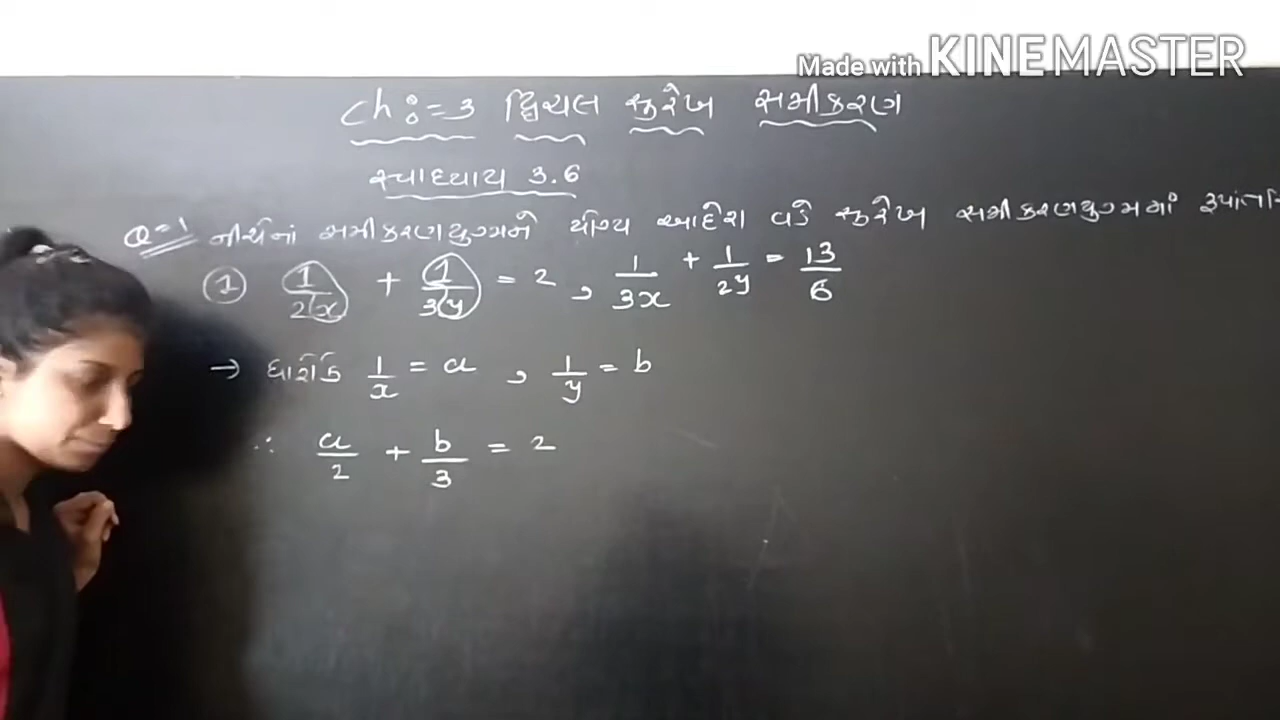 Made with KINEMASTER
Ch:=3 દ્વિચલ સુરેખ સમીકરણ
સ્વાધ્યાય 3.6
Q=1 નીચેનાં સમીકરણયુગ્મને યોગ્ય આદેશ વડે સુરેખ સમીકરણયુગ્મમાં
① 1/2x + 1/3y = 2 , 1/3x + 1/2y = 13/6
→ ધારોકે 1/x = a , 1/y = b
∴ a/2 + b/3 = 2